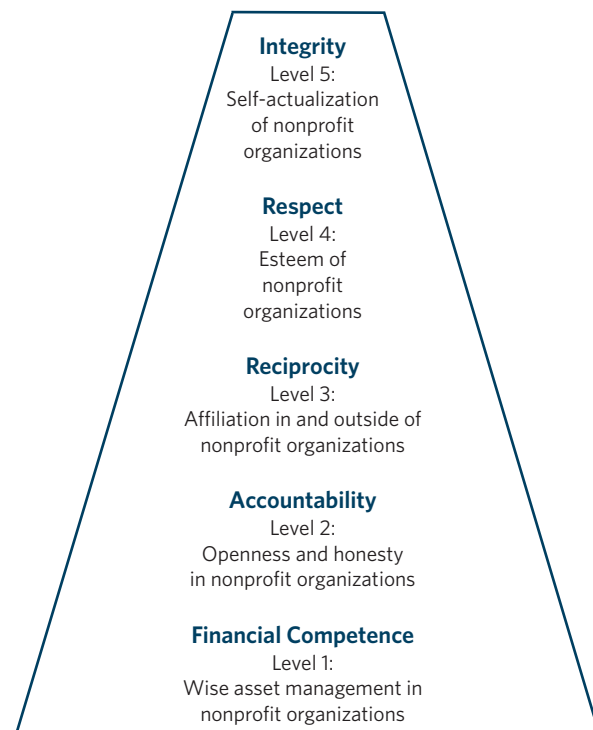 Integrity
Level 5:
Self-actualization
of nonprofit
organizations
Respect
Level 4:
Esteem of
nonprofit
organizations
Reciprocity
Level 3:
Affiliation in and outside of
nonprofit organizations
Accountability
Level 2:
Openness and honesty
in nonprofit organizations
Financial Competence
Level 1:
Wise asset management in
nonprofit organizations